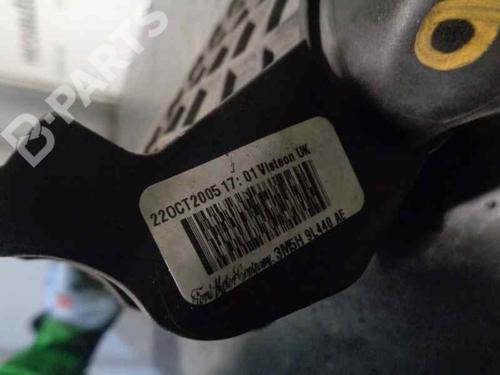 B-PARTS
22OCT2005 17: 01 Visteon UK
Ford Motor Company 3M5H 9L440 AE